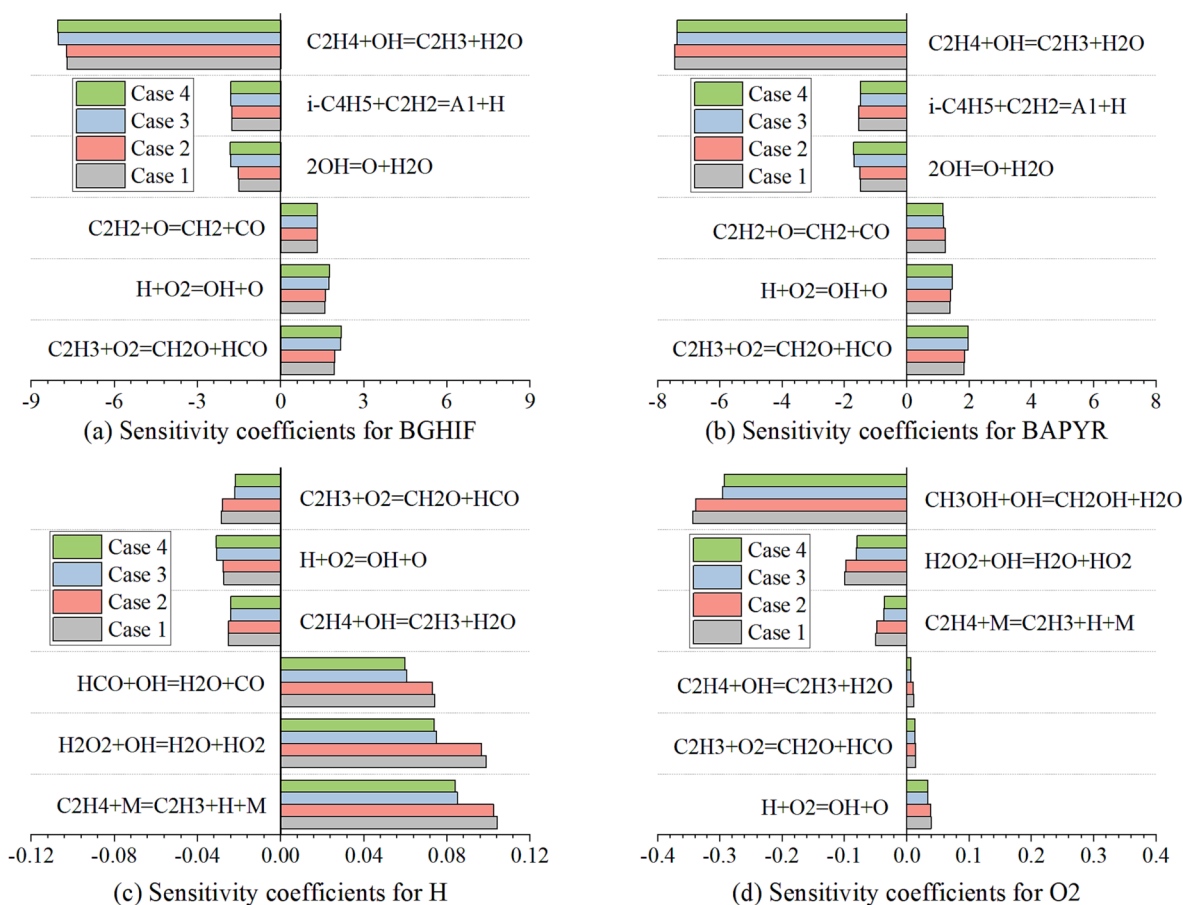 C2H4+OH=C2H3+H2O
i-C4H5+C2H2=A1+H
2OH=O+H2O
Case 4
Case 3
Case 2
Case 1
C2H2+O=CH2+CO
H+O2=OH+O
C2H3+O2=CH2O+HCO
-9 -6 -3 0 3 6 9
(a) Sensitivity coefficients for BGHIF
C2H4+OH=C2H3+H2O
i-C4H5+C2H2=A1+H
2OH=O+H2O
Case 4
Case 3
Case 2
Case 1
C2H2+O=CH2+CO
H+O2=OH+O
C2H3+O2=CH2O+HCO
-8 -6 -4 -2 0 2 4 6 8
(b) Sensitivity coefficients for BAPYR
C2H3+O2=CH2O+HCO
H+O2=OH+O
C2H4+OH=C2H3+H2O
Case 4
Case 3
Case 2
Case 1
HCO+OH=H2O+CO
H2O2+OH=H2O+HO2
C2H4+M=C2H3+H+M
-0.12 -0.08 -0.04 0.00 0.04 0.08 0.12
(c) Sensitivity coefficients for H
CH3OH+OH=CH2OH+H2O
H2O2+OH=H2O+HO2
C2H4+M=C2H3+H+M
Case 4
Case 3
Case 2
Case 1
C2H4+OH=C2H3+H2O
C2H3+O2=CH2O+HCO
H+O2=OH+O
-0.4 -0.3 -0.2 -0.1 0.0 0.1 0.2 0.3 0.4
(d) Sensitivity coefficients for O2